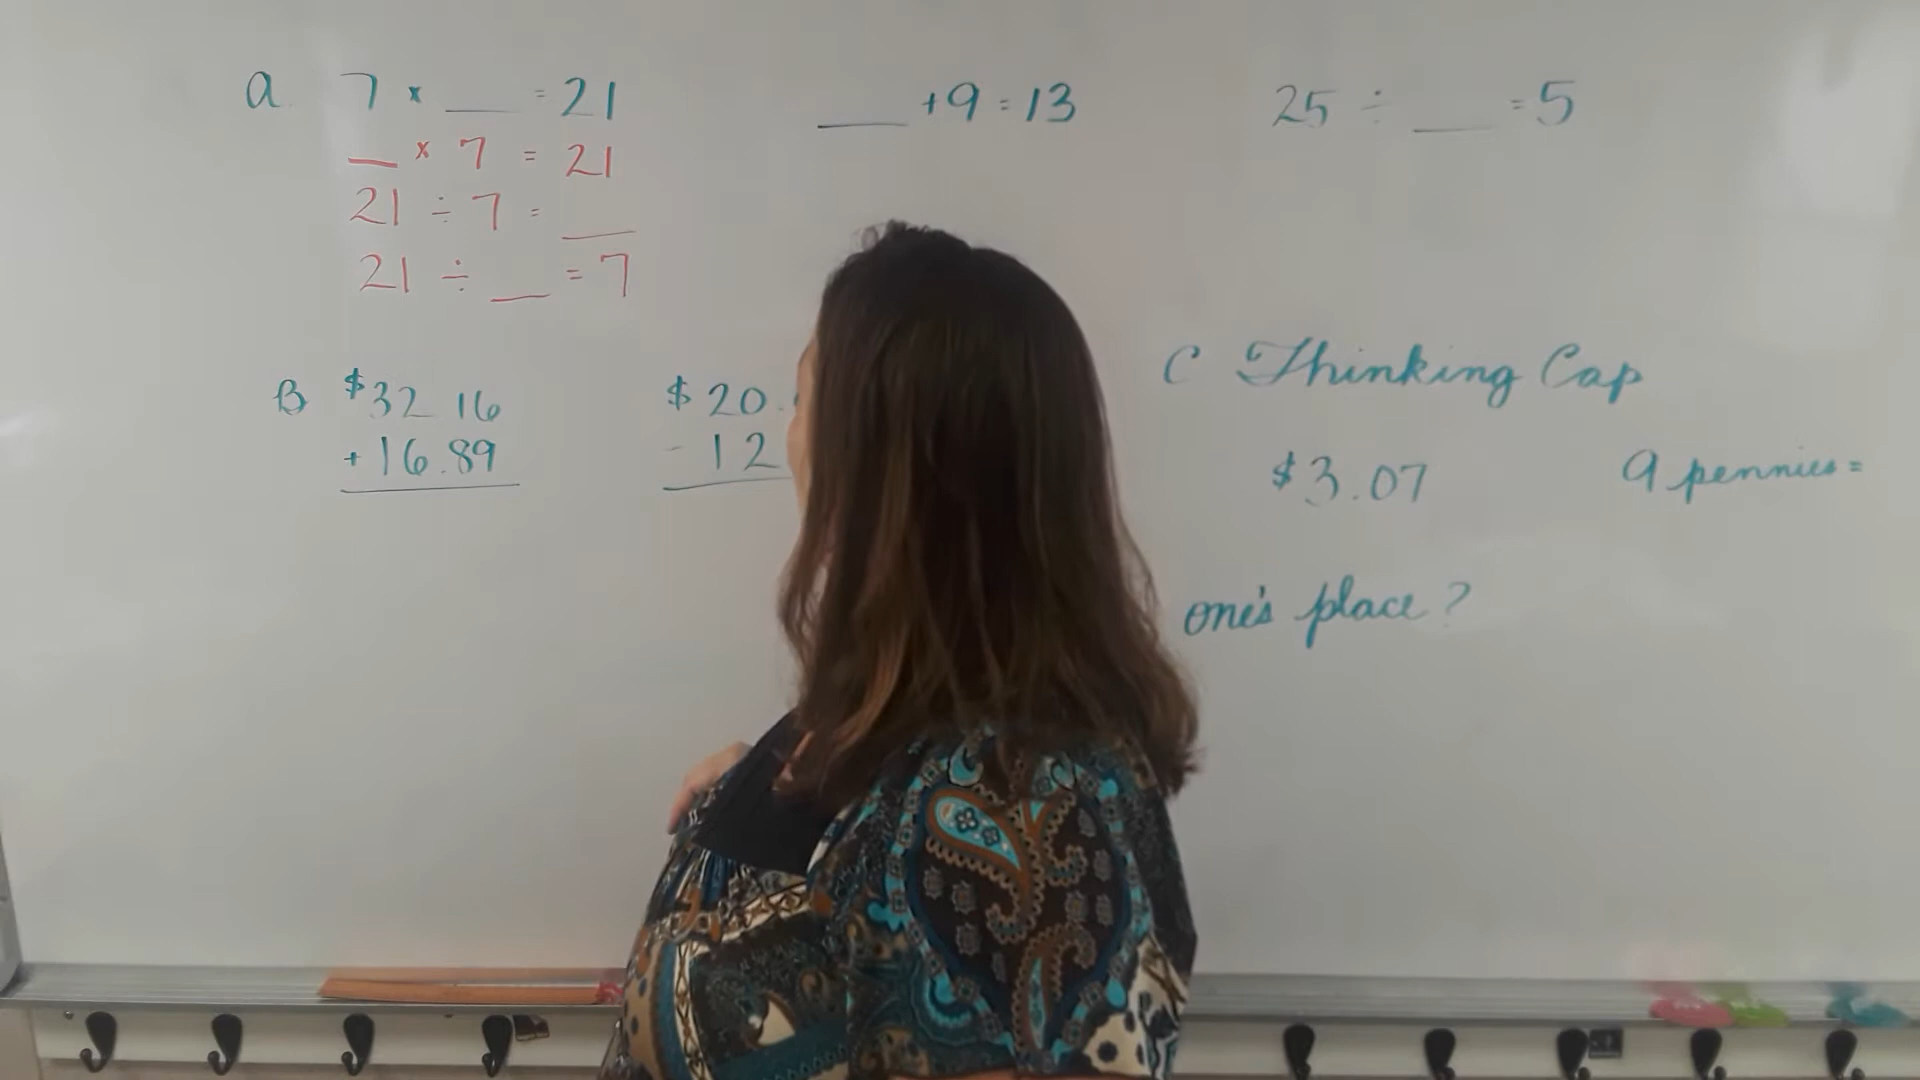 a. 7 × __ = 21
__ × 7 = 21
21 ÷ 7 = __
21 ÷ __ = 7
__ + 9 = 13
25 ÷ __ = 5
B $32 16
+ 16.89
$20.
- 12
C Thinking Cap
$3.07
9 pennies =
one's place?